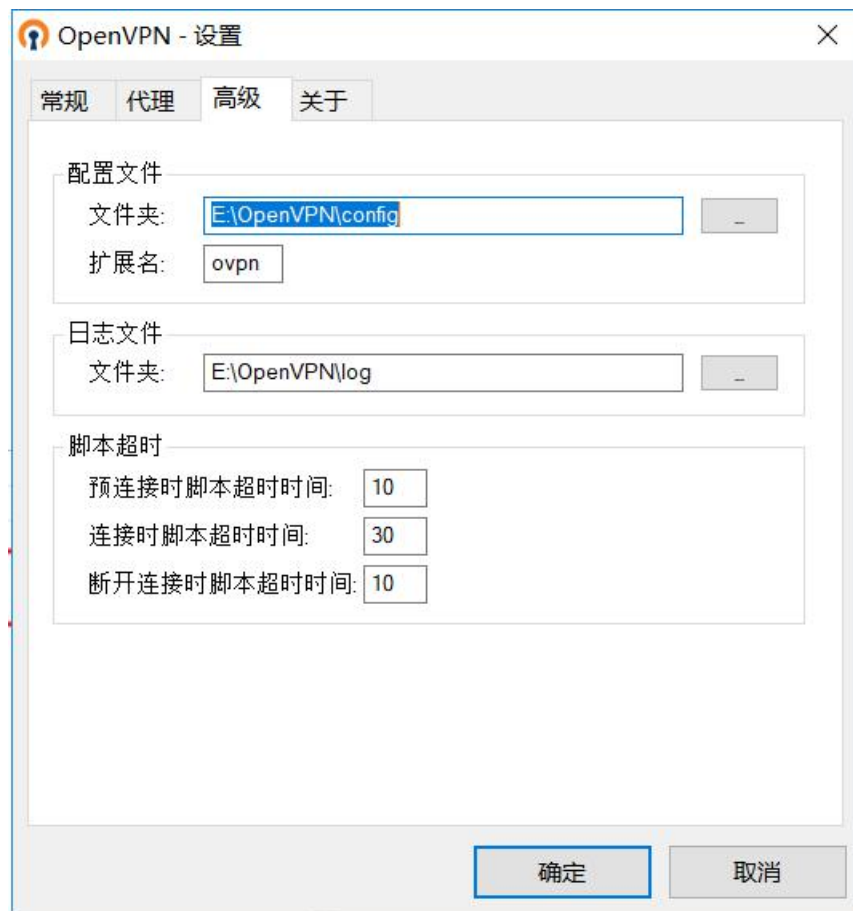 OpenVPN - 设置
常规 代理 高级 关于
配置文件
文件夹: E:\OpenVPN\config ...
扩展名: ovpn
日志文件
文件夹: E:\OpenVPN\log ...
脚本超时
预连接时脚本超时时间: 10
连接时脚本超时时间: 30
断开连接时脚本超时时间: 10
确定 取消